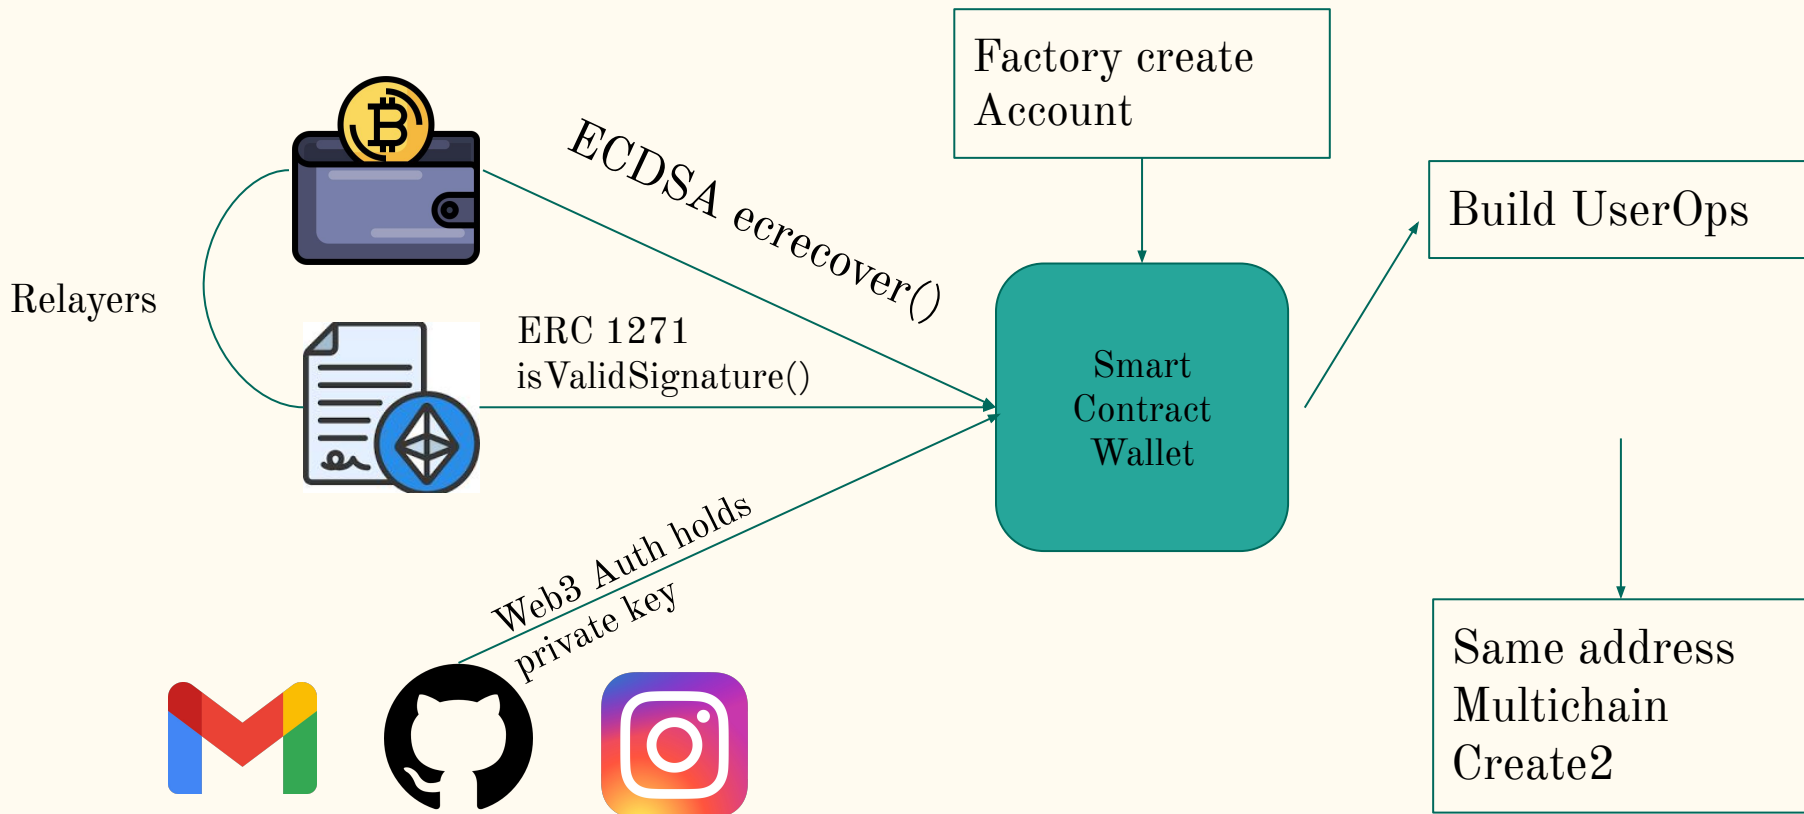 Factory create
Account
ECDSA ecrecover()
Build UserOps
Relayers
ERC 1271
isValidSignature()
Smart
Contract
Wallet
Web3 Auth holds
private key
Same address
Multichain
Create2